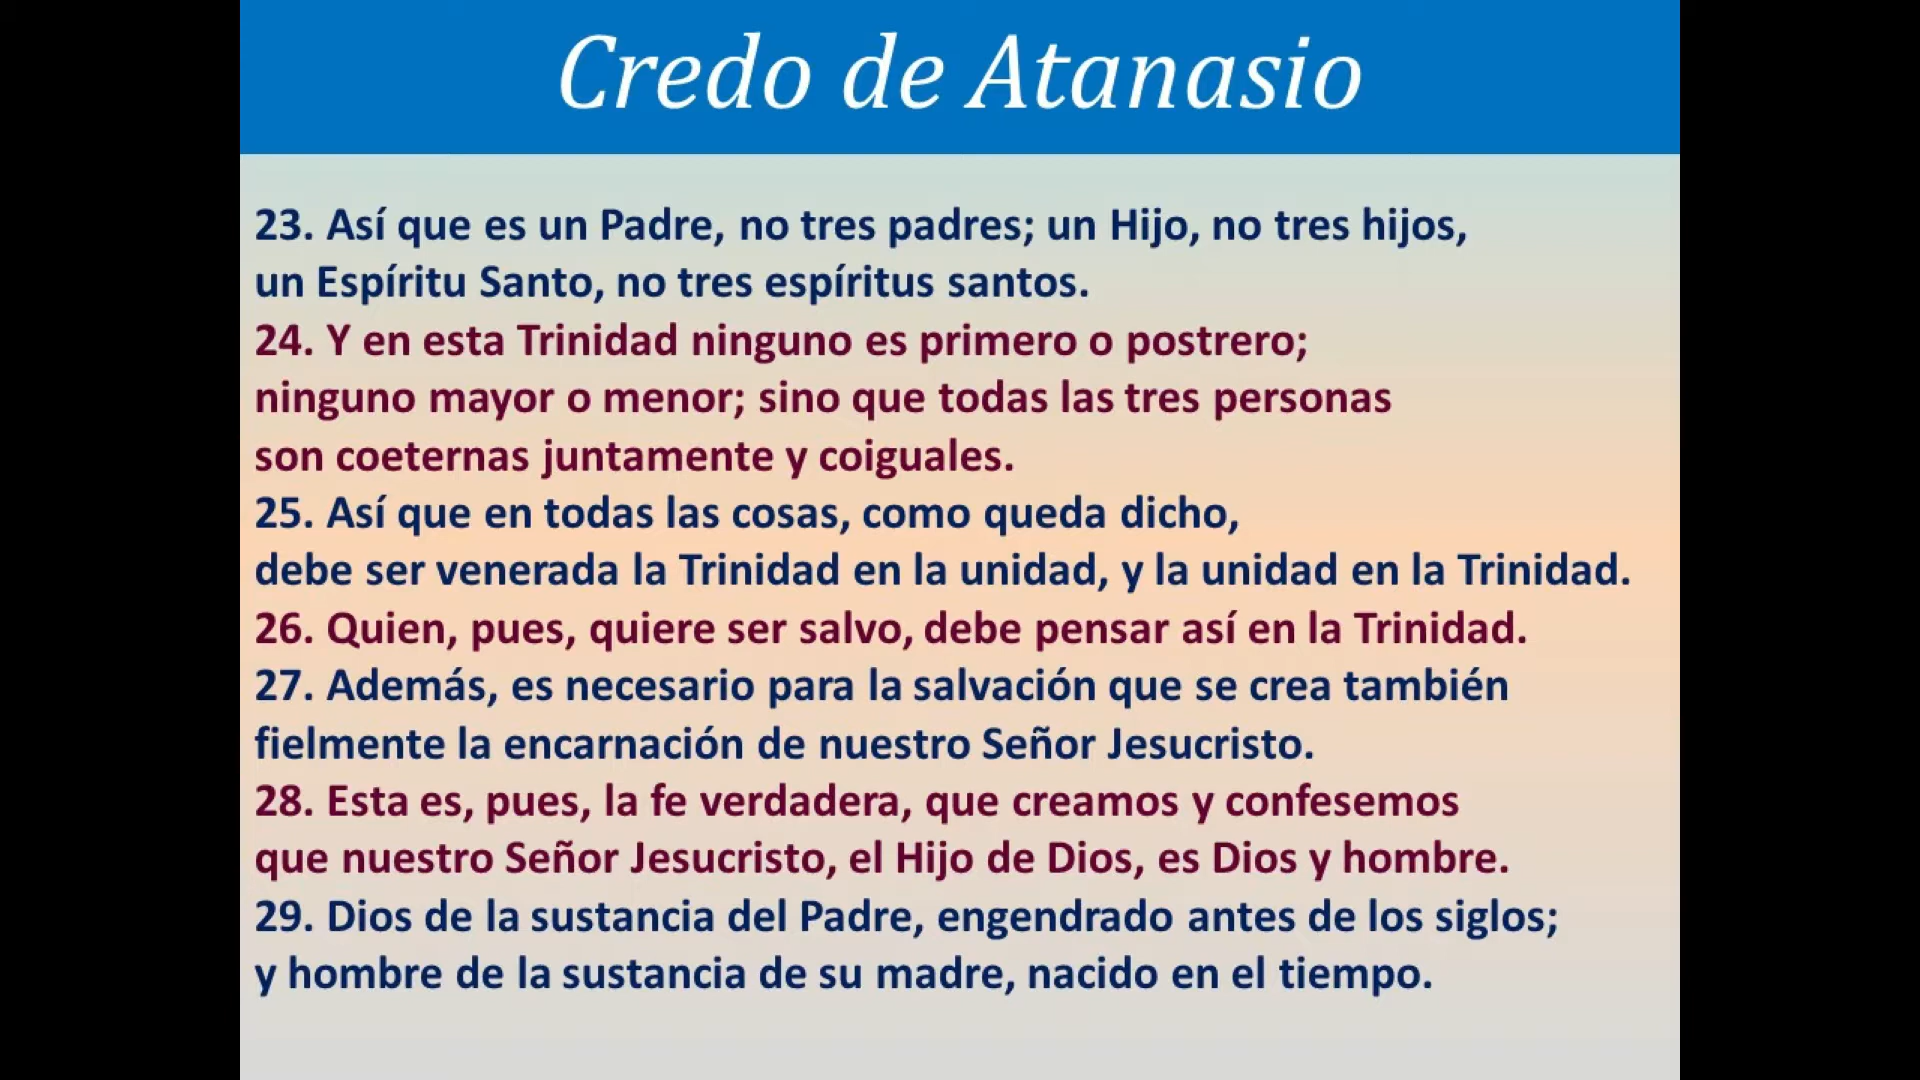 Credo de Atanasio
23. Así que es un Padre, no tres padres; un Hijo, no tres hijos,
un Espíritu Santo, no tres espíritus santos.
24. Y en esta Trinidad ninguno es primero o postrero;
ninguno mayor o menor; sino que todas las tres personas
son coeternas juntamente y coiguales.
25. Así que en todas las cosas, como queda dicho,
debe ser venerada la Trinidad en la unidad, y la unidad en la Trinidad.
26. Quien, pues, quiere ser salvo, debe pensar así en la Trinidad.
27. Además, es necesario para la salvación que se crea también
fielmente la encarnación de nuestro Señor Jesucristo.
28. Esta es, pues, la fe verdadera, que creamos y confesemos
que nuestro Señor Jesucristo, el Hijo de Dios, es Dios y hombre.
29. Dios de la sustancia del Padre, engendrado antes de los siglos;
y hombre de la sustancia de su madre, nacido en el tiempo.